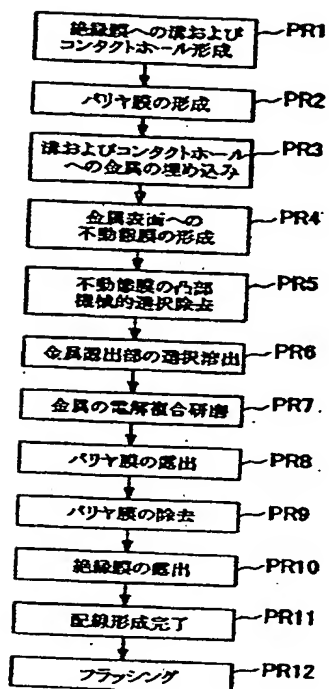 絶縁膜への溝および
コンタクトホール形成
PR1
バリヤ膜の形成
PR2
溝およびコンタクトホール
への金属の埋め込み
PR3
金属表面への
不動態膜の形成
PR4
不動態膜の凸部
機械的選択除去
PR5
金属露出部の選択溶出
PR6
金属の電解複合研磨
PR7
バリヤ膜の露出
PR8
バリヤ膜の除去
PR9
絶縁膜の露出
PR10
配線形成完了
PR11
フラッシング
PR12